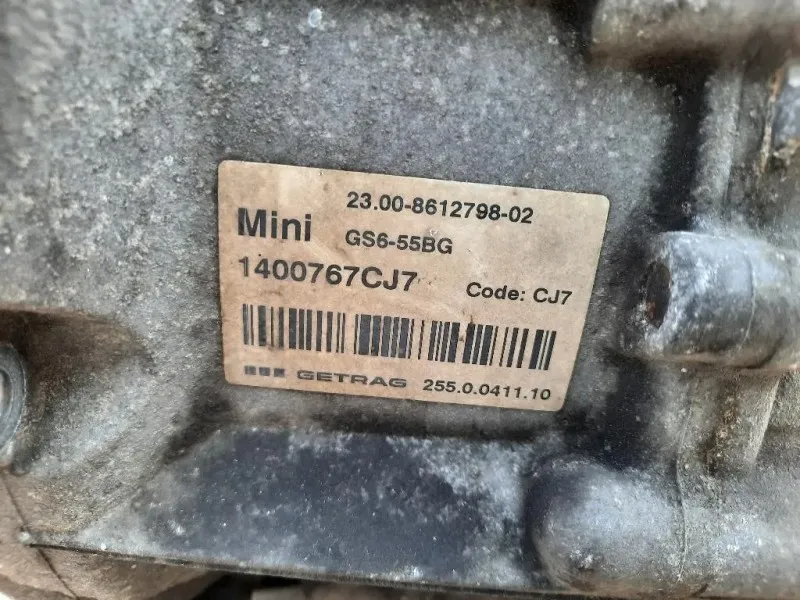 23.00-8612798-02
Mini GS6-55BG
1400767CJ7 Code: CJ7
GETRAG 255.0.0411.10